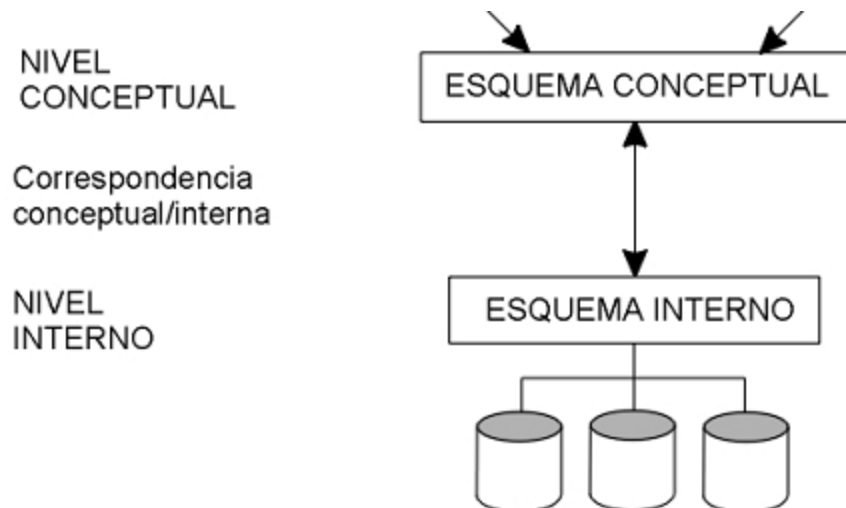 NIVEL
CONCEPTUAL
ESQUEMA CONCEPTUAL
Correspondencia
conceptual/interna
NIVEL
INTERNO
ESQUEMA INTERNO